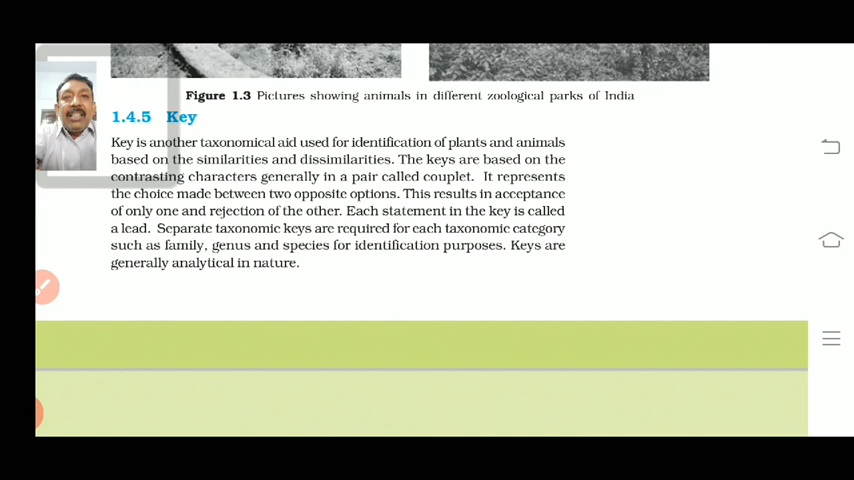 Figure 1.3 Pictures showing animals in different zoological parks of India
1.4.5 Key
Key is another taxonomical aid used for identification of plants and animals
based on the similarities and dissimilarities. The keys are based on the
contrasting characters generally in a pair called couplet. It represents
the choice made between two opposite options. This results in acceptance
of only one and rejection of the other. Each statement in the key is called
a lead. Separate taxonomic keys are required for each taxonomic category
such as family, genus and species for identification purposes. Keys are
generally analytical in nature.